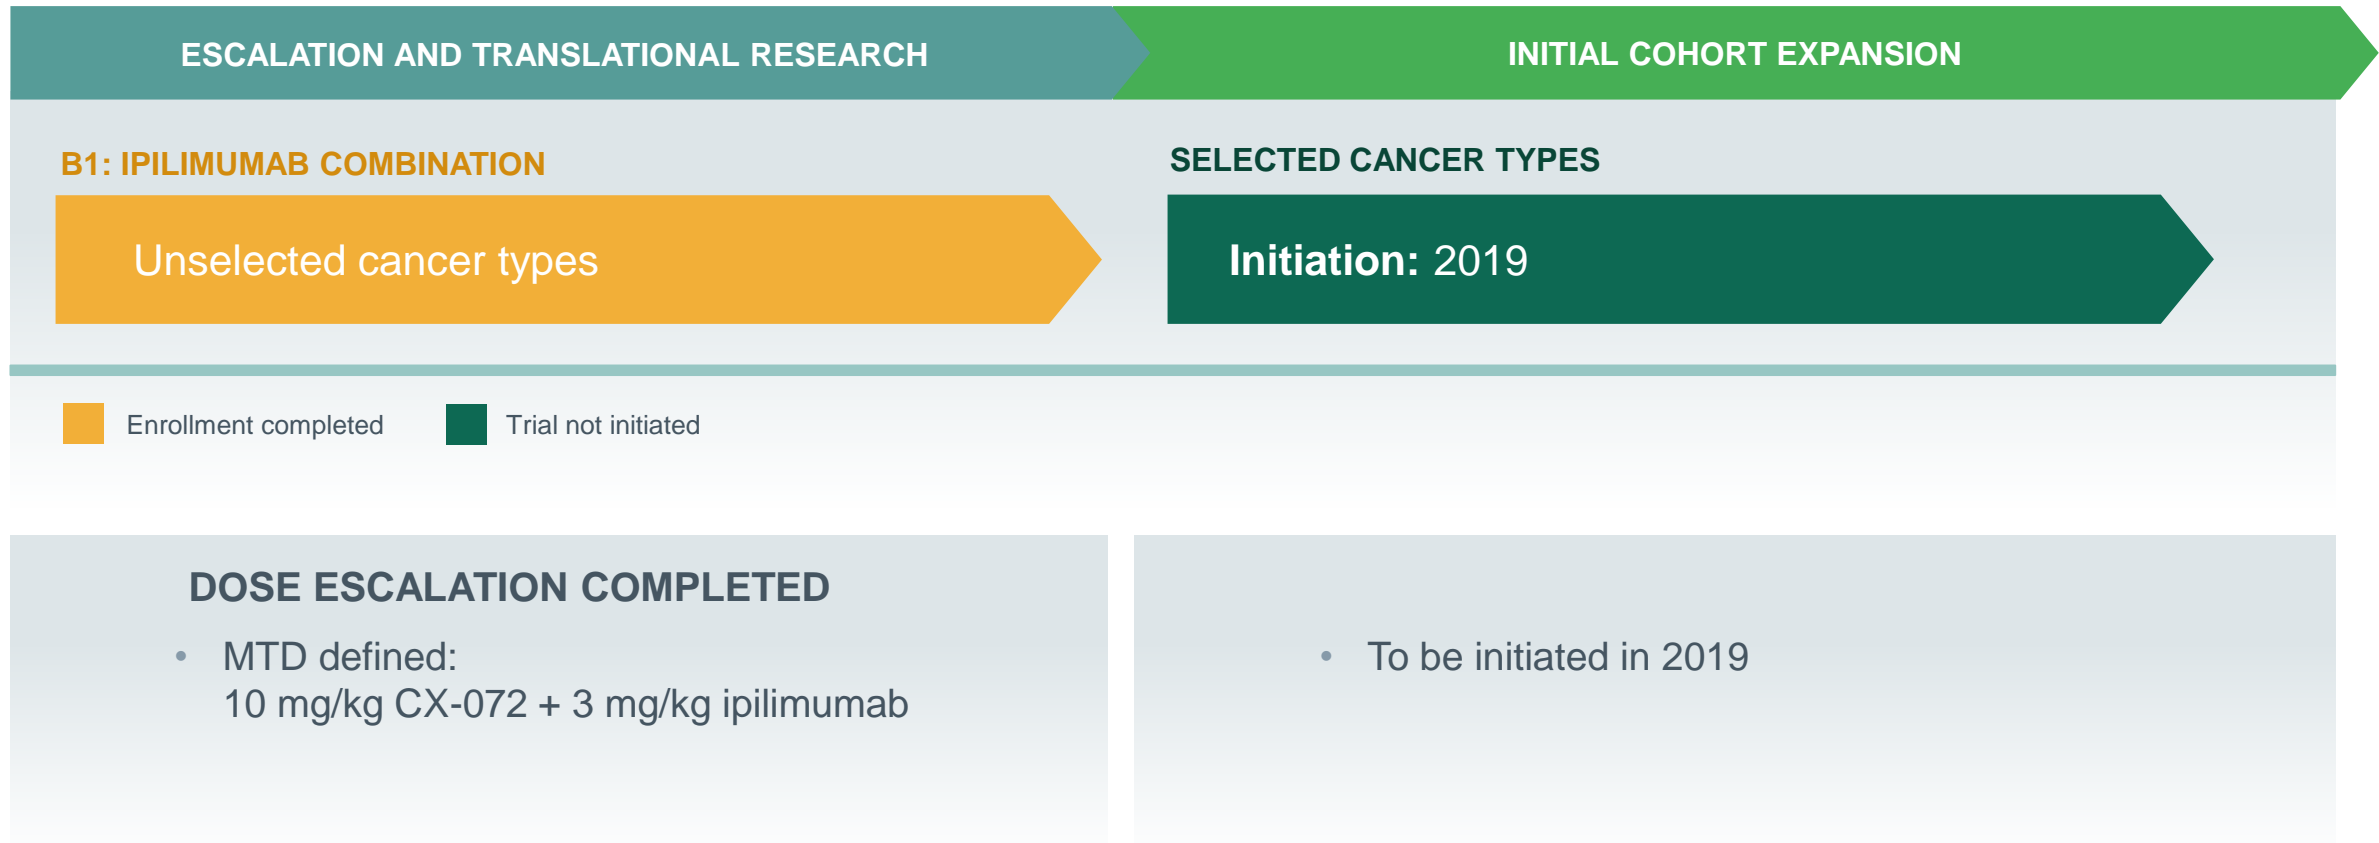 ESCALATION AND TRANSLATIONAL RESEARCH
INITIAL COHORT EXPANSION
B1: IPILIMUMAB COMBINATION
SELECTED CANCER TYPES
Unselected cancer types
Initiation: 2019
Enrollment completed
Trial not initiated
DOSE ESCALATION COMPLETED
• MTD defined:
10 mg/kg CX-072 + 3 mg/kg ipilimumab
• To be initiated in 2019